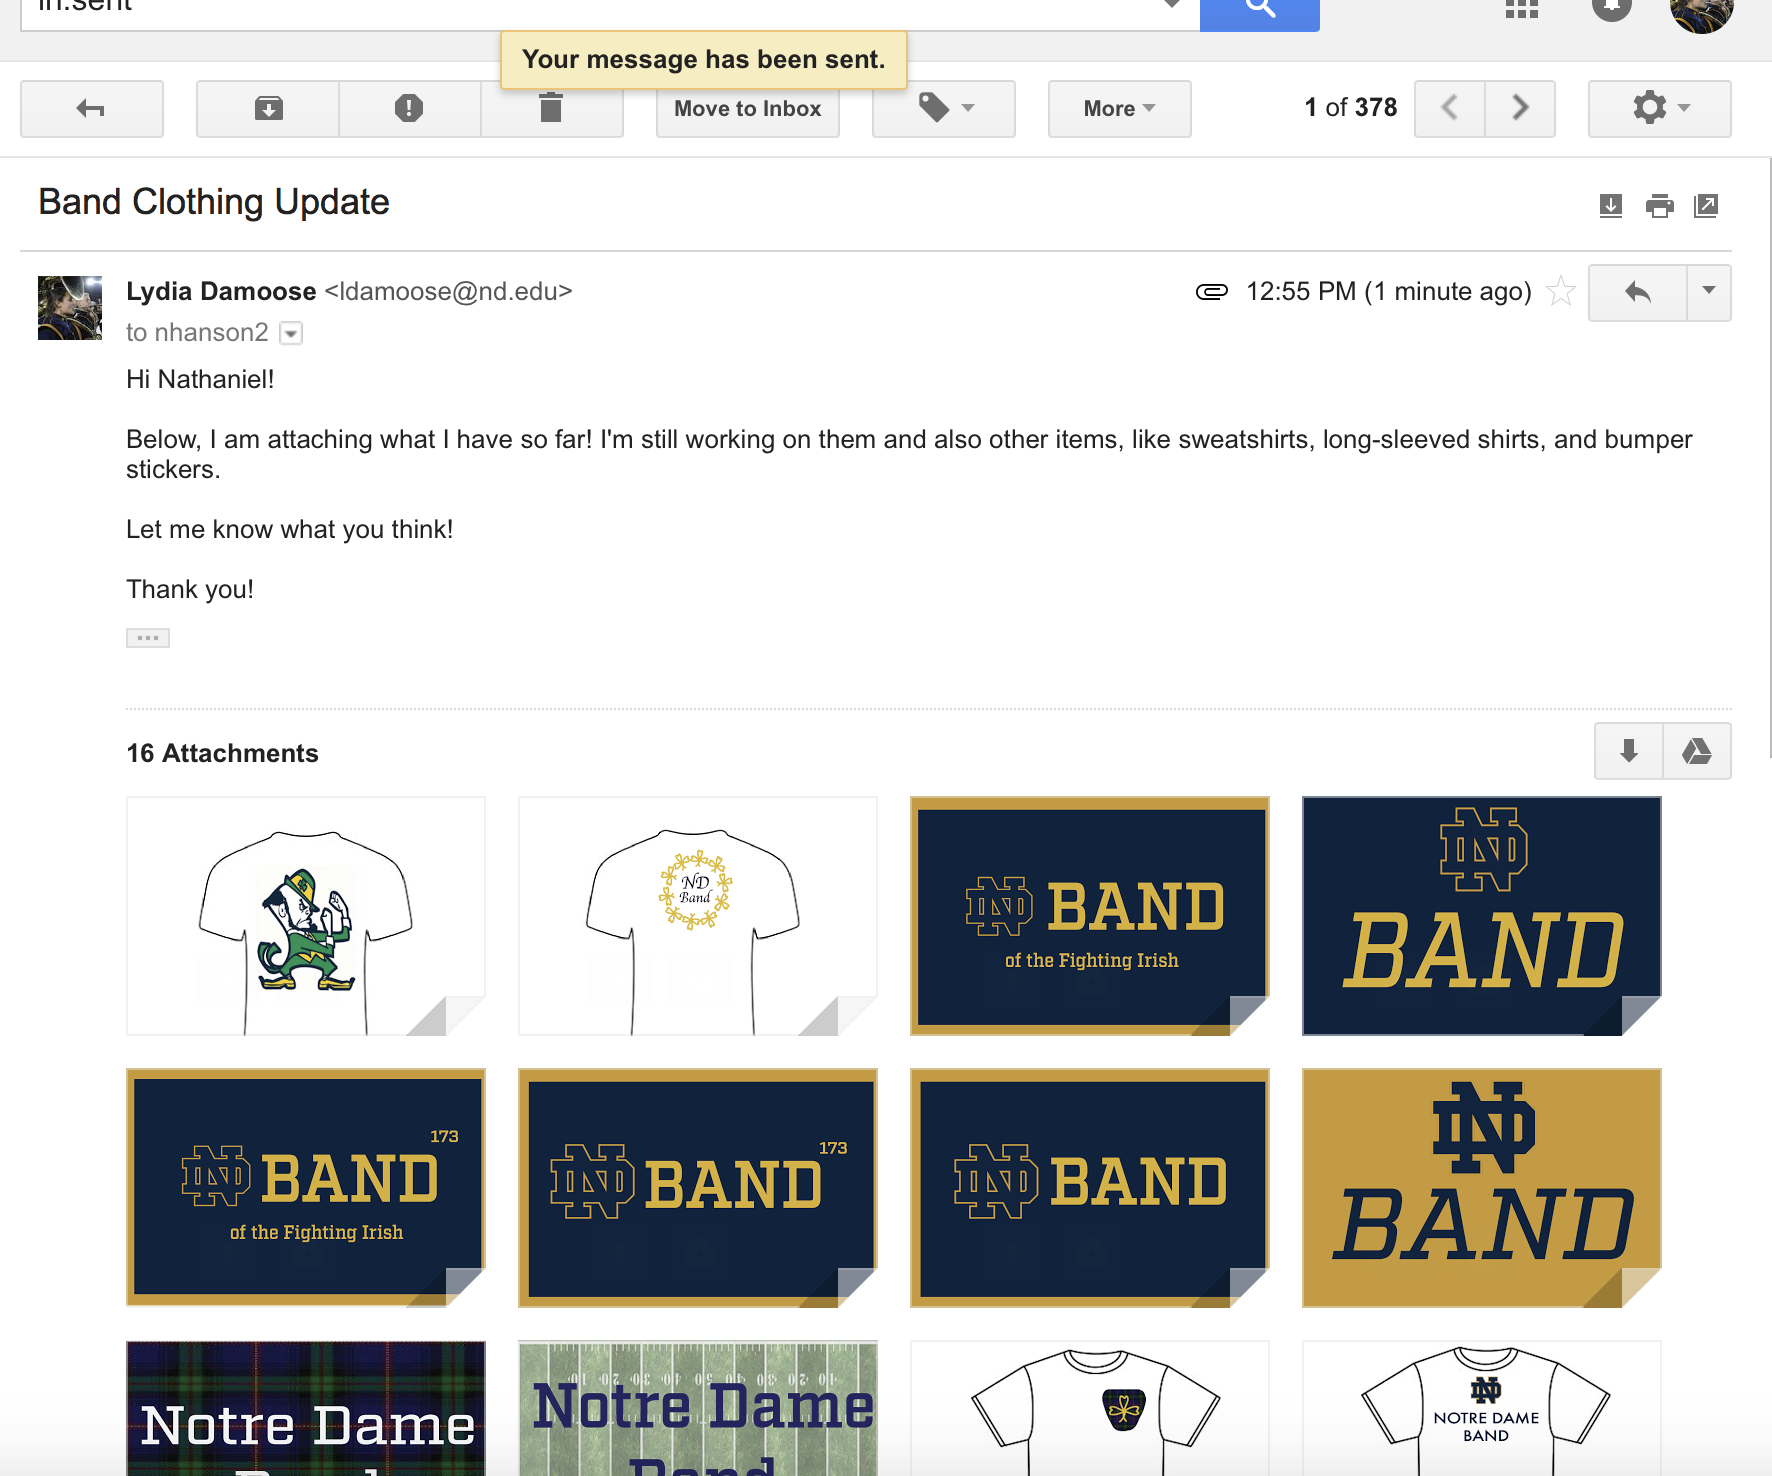 in:sent
Your message has been sent.
Move to Inbox
More
1 of 378
Band Clothing Update
Lydia Damoose <ldamoose@nd.edu>
12:55 PM (1 minute ago)
to nhanson2
Hi Nathaniel!
Below, I am attaching what I have so far! I'm still working on them and also other items, like sweatshirts, long-sleeved shirts, and bumper
stickers.
Let me know what you think!
Thank you!
16 Attachments
ND
Band
ND BAND
of the Fighting Irish
ND
BAND
173
ND BAND
of the Fighting Irish
173
ND BAND
ND BAND
ND
BAND
Notre Dame
Band
Notre Dame
Band
ND
NOTRE DAME
BAND